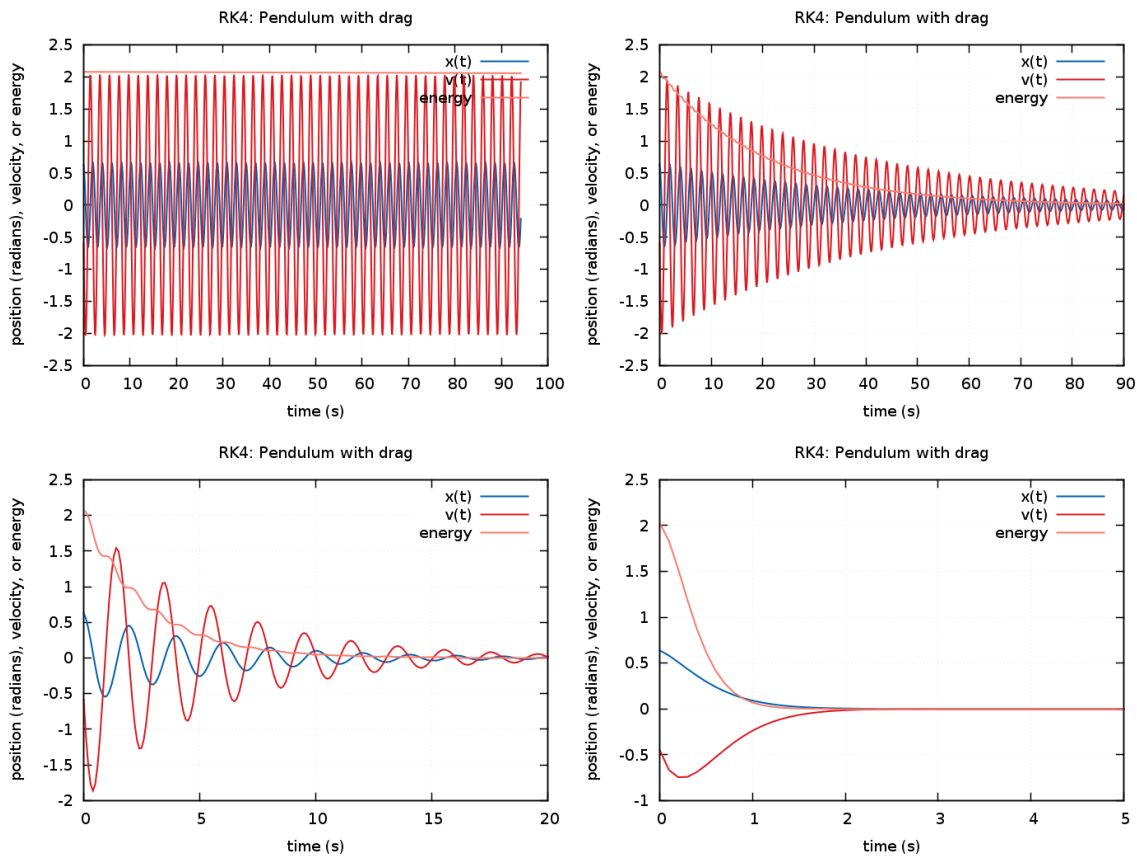 RK4: Pendulum with drag
position (radians), velocity, or energy
2.5
2
1.5
1
0.5
0
-0.5
-1
-1.5
-2
-2.5
x(t)
v(t)
energy
0 10 20 30 40 50 60 70 80 90 100
time (s)
RK4: Pendulum with drag
position (radians), velocity, or energy
2.5
2
1.5
1
0.5
0
-0.5
-1
-1.5
-2
-2.5
x(t)
v(t)
energy
0 10 20 30 40 50 60 70 80 90
time (s)
RK4: Pendulum with drag
position (radians), velocity, or energy
2.5
2
1.5
1
0.5
0
-0.5
-1
-1.5
-2
x(t)
v(t)
energy
0 5 10 15 20
time (s)
RK4: Pendulum with drag
position (radians), velocity, or energy
2.5
2
1.5
1
0.5
0
-0.5
-1
x(t)
v(t)
energy
0 1 2 3 4 5
time (s)